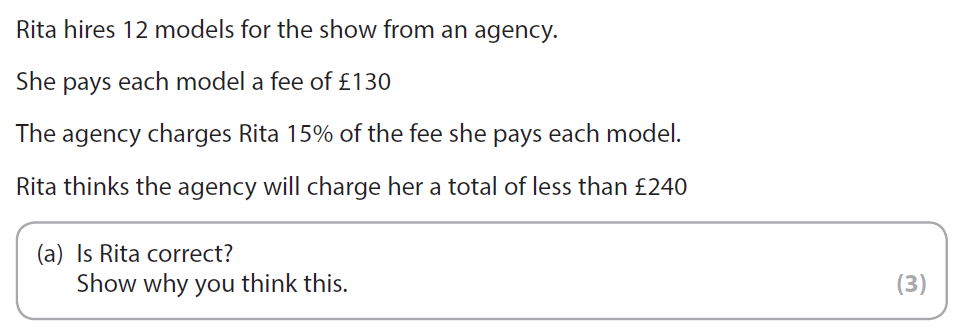 Rita hires 12 models for the show from an agency.
She pays each model a fee of £130
The agency charges Rita 15% of the fee she pays each model.
Rita thinks the agency will charge her a total of less than £240
(a) Is Rita correct?
Show why you think this. (3)